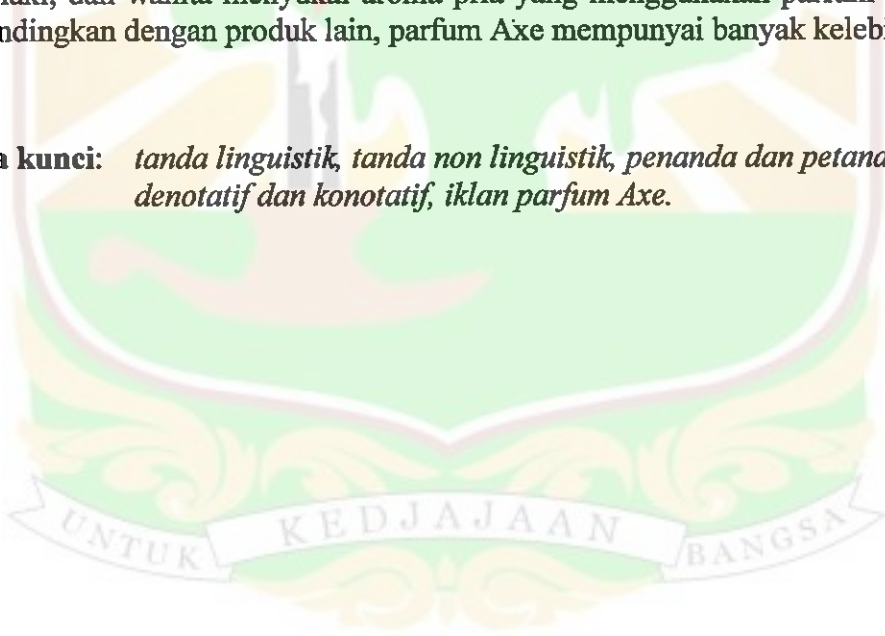 dan wanita menyukai aroma pria yang menggunakan parfum
ndingkan dengan produk lain, parfum Axe mempunyai banyak kelebi
a kunci: tanda linguistik, tanda non linguistik, penanda dan petand
denotatif dan konotatif, iklan parfum Axe.
UNTUK KEDJAJAAN BANGSA